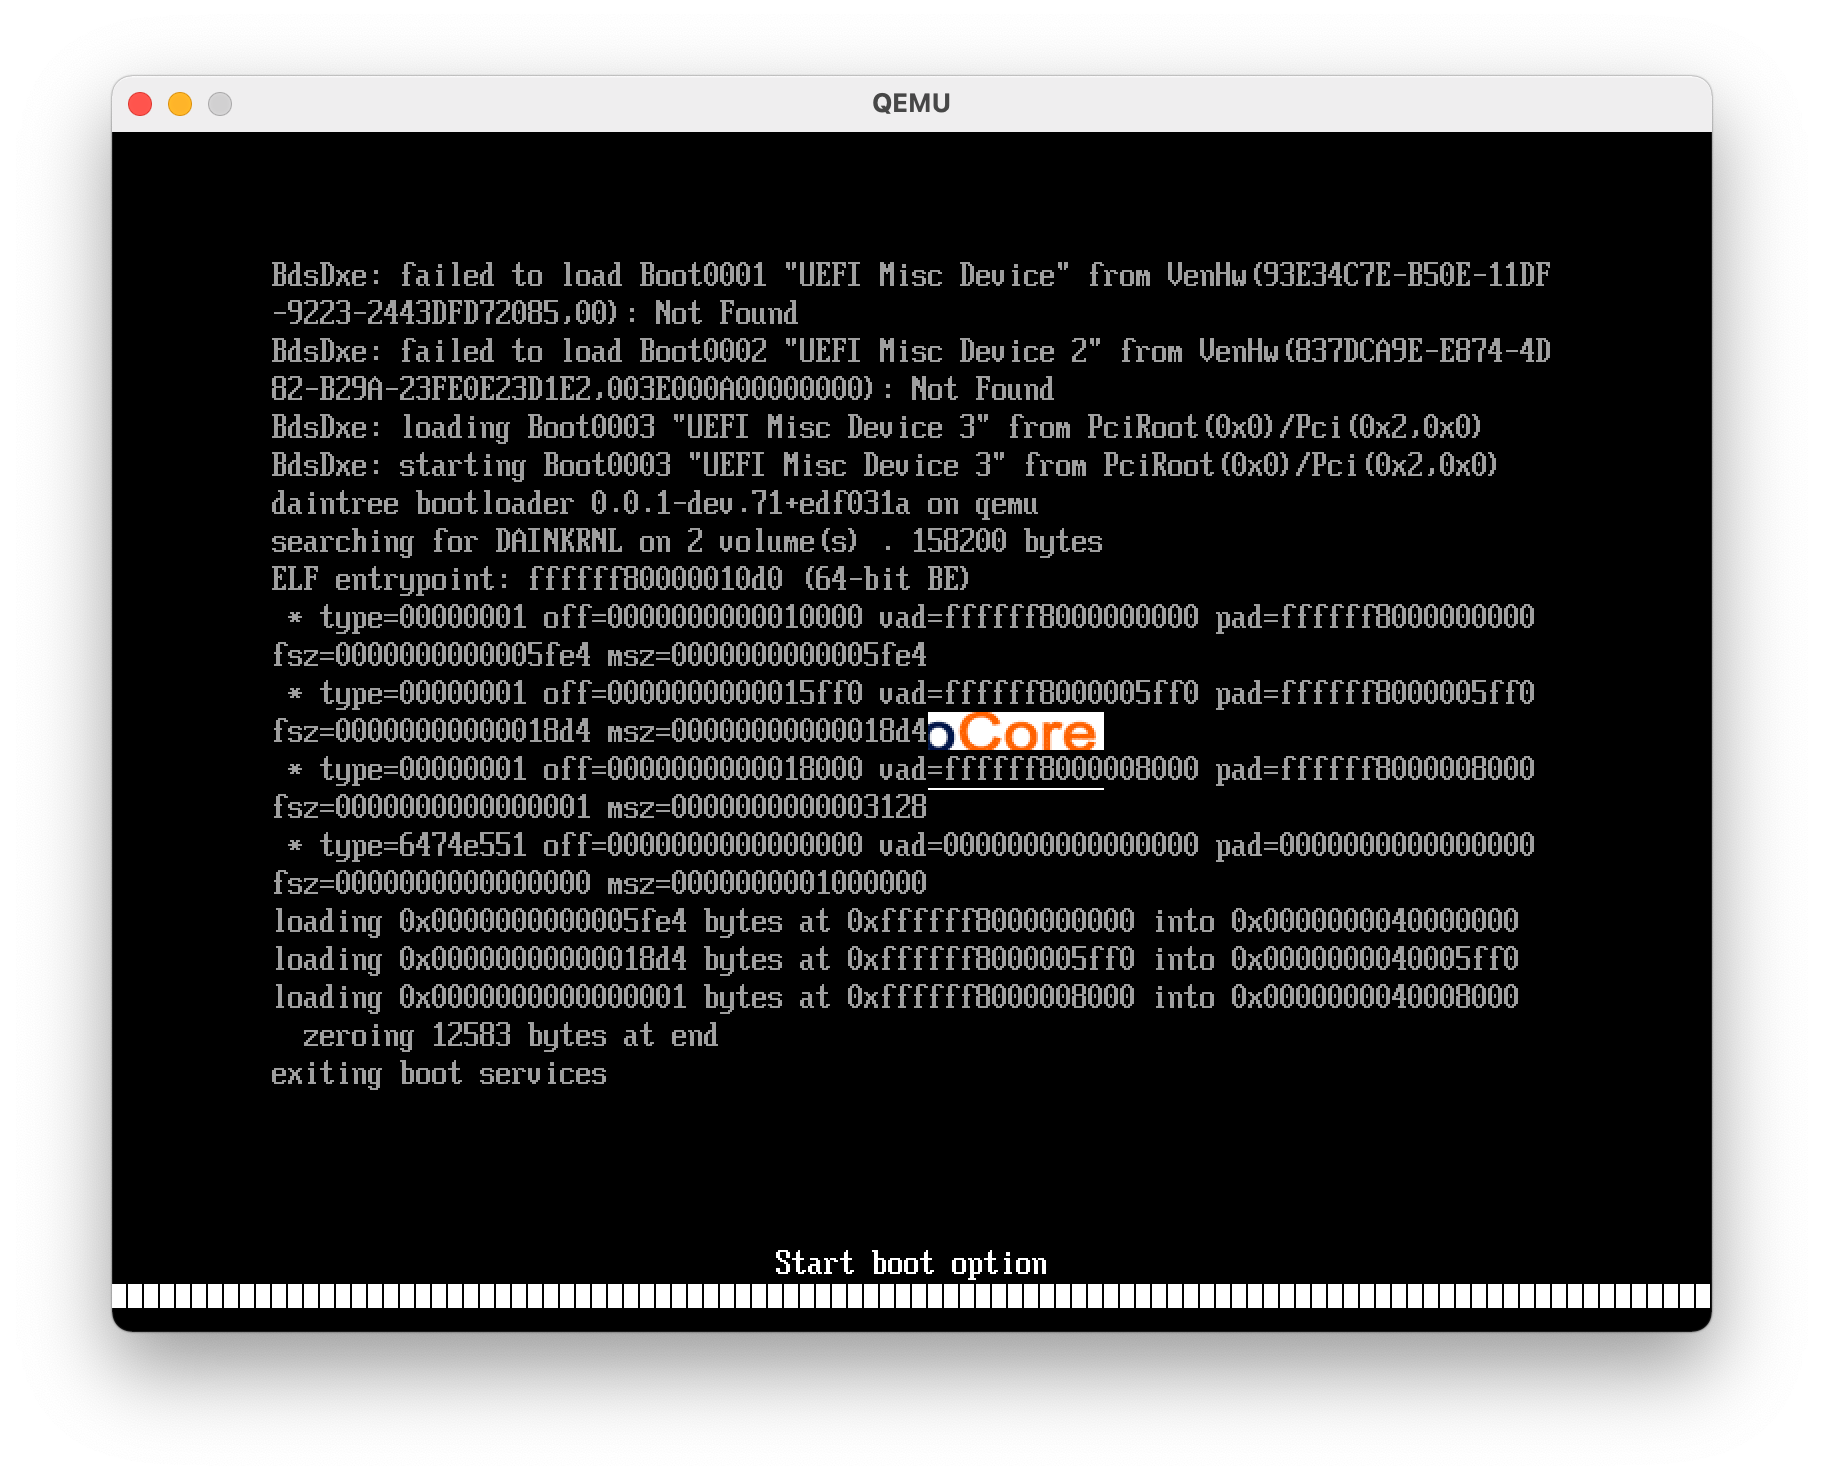 QEMU
BdsDxe: failed to load Boot0001 "UEFI Misc Device" from VenHw(93E34C7E-B50E-11DF
-9223-2443DFD72085,00): Not Found
BdsDxe: failed to load Boot0002 "UEFI Misc Device 2" from VenHw(837DCA9E-E874-4D
82-B29A-23FE0E23D1E2,003E000A00000000): Not Found
BdsDxe: loading Boot0003 "UEFI Misc Device 3" from PciRoot(0x0)/Pci(0x2,0x0)
BdsDxe: starting Boot0003 "UEFI Misc Device 3" from PciRoot(0x0)/Pci(0x2,0x0)
daintree bootloader 0.0.1-dev.71+edf031a on qemu
searching for DAINKRNL on 2 volume(s) . 158200 bytes
ELF entrypoint: ffffff80000010d0 (64-bit BE)
* type=00000001 off=0000000000010000 vad=ffffff8000000000 pad=ffffff8000000000
fsz=0000000000005fe4 msz=0000000000005fe4
* type=00000001 off=0000000000015ff0 vad=ffffff8000005ff0 pad=ffffff8000005ff0
fsz=00000000000018d4 msz=00000000000018d4oCore
* type=00000001 off=0000000000018000 vad=ffffff8000008000 pad=ffffff8000008000
fsz=0000000000000001 msz=0000000000003128
* type=6474e551 off=0000000000000000 vad=0000000000000000 pad=0000000000000000
fsz=0000000000000000 msz=0000000001000000
loading 0x0000000000005fe4 bytes at 0xffffff8000000000 into 0x0000000040000000
loading 0x00000000000018d4 bytes at 0xffffff8000005ff0 into 0x0000000040005ff0
loading 0x0000000000000001 bytes at 0xffffff8000008000 into 0x0000000040008000
zeroing 12583 bytes at end
exiting boot services
Start boot option